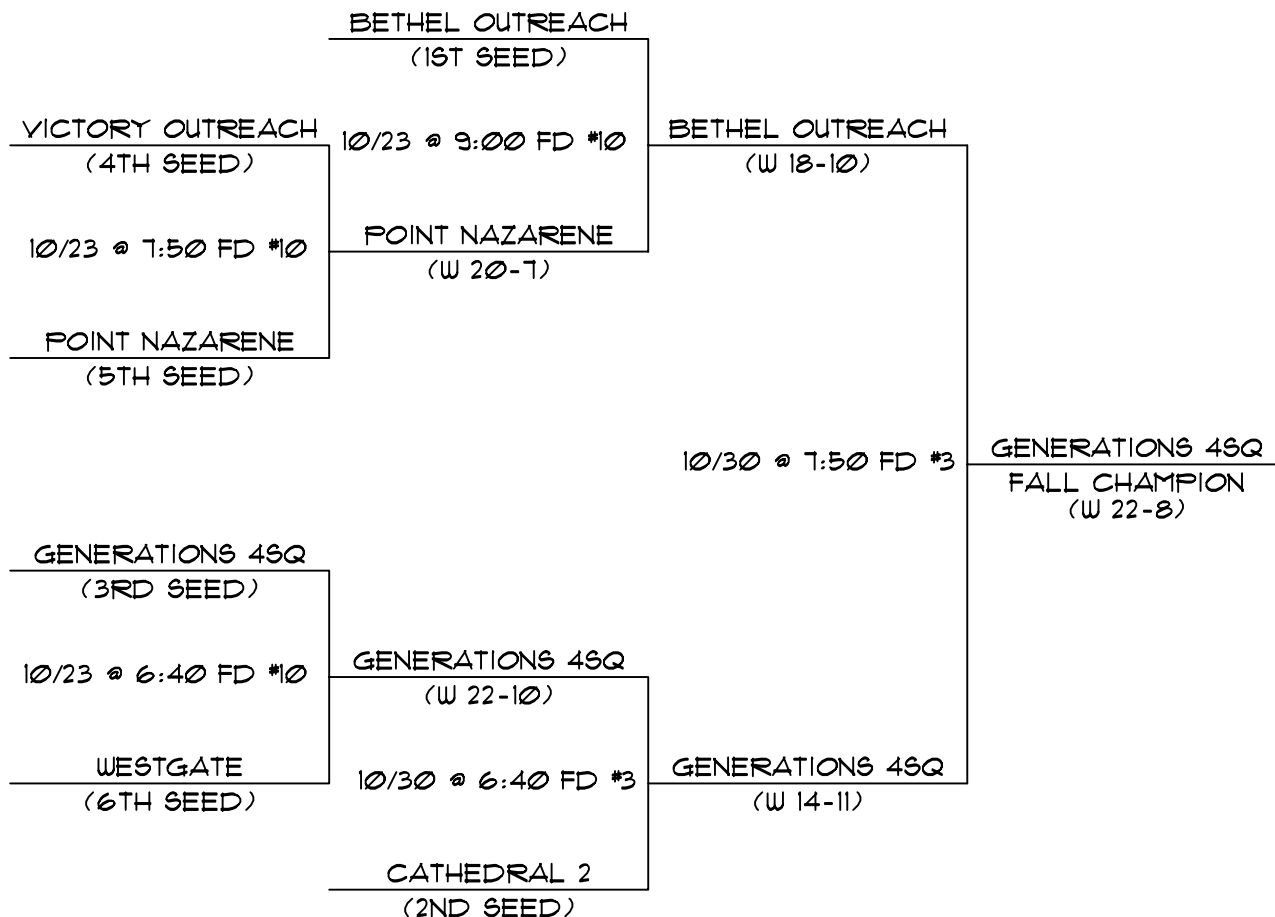 BETHEL OUTREACH
(1ST SEED)
VICTORY OUTREACH
(4TH SEED)
10/23 @ 9:00 FD #10
BETHEL OUTREACH
(W 18-10)
10/23 @ 7:50 FD #10
POINT NAZARENE
(W 20-7)
POINT NAZARENE
(5TH SEED)
10/30 @ 7:50 FD #3
GENERATIONS 4SQ
FALL CHAMPION
(W 22-8)
GENERATIONS 4SQ
(3RD SEED)
10/23 @ 6:40 FD #10
GENERATIONS 4SQ
(W 22-10)
WESTGATE
(6TH SEED)
10/30 @ 6:40 FD #3
GENERATIONS 4SQ
(W 14-11)
CATHEDRAL 2
(2ND SEED)